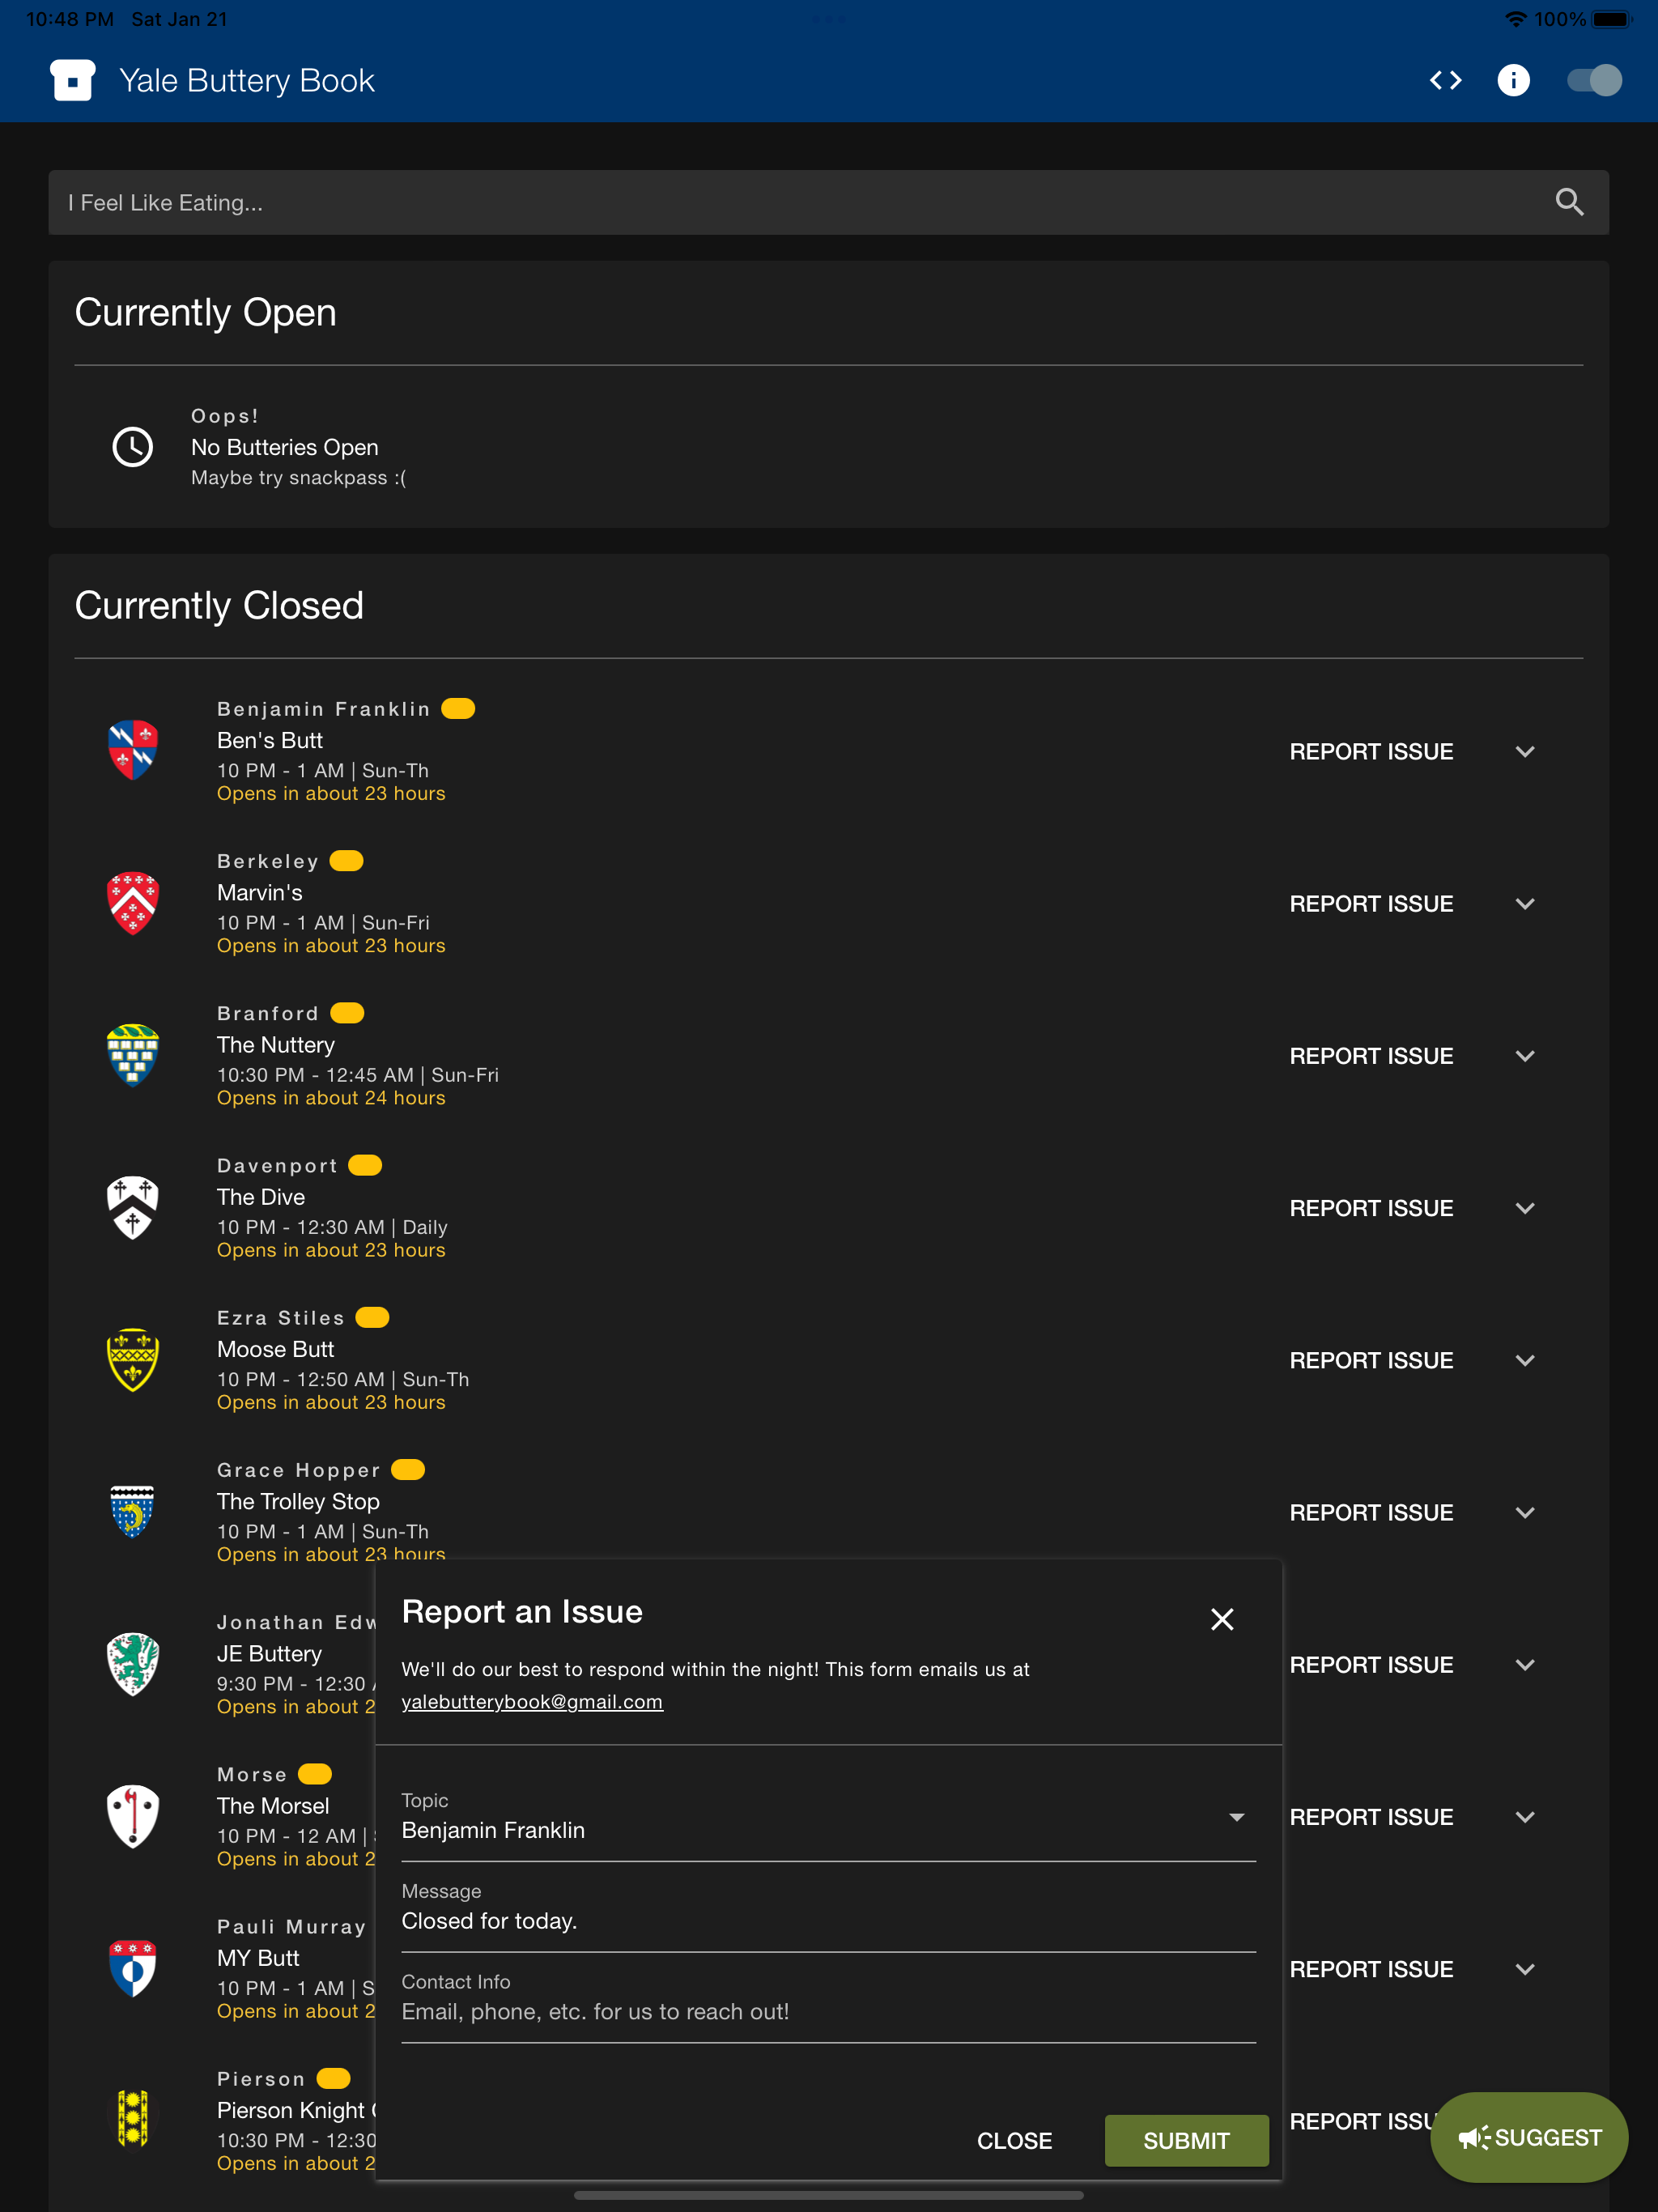 10:48 PM Sat Jan 21
100%
Yale Buttery Book
I Feel Like Eating...
Currently Open
Oops!
No Butteries Open
Maybe try snackpass :(
Currently Closed
Benjamin Franklin
Ben's Butt
10 PM - 1 AM | Sun-Th
Opens in about 23 hours
REPORT ISSUE
Berkeley
Marvin's
10 PM - 1 AM | Sun-Fri
Opens in about 23 hours
REPORT ISSUE
Branford
The Nuttery
10:30 PM - 12:45 AM | Sun-Fri
Opens in about 24 hours
REPORT ISSUE
Davenport
The Dive
10 PM - 12:30 AM | Daily
Opens in about 23 hours
REPORT ISSUE
Ezra Stiles
Moose Butt
10 PM - 12:50 AM | Sun-Th
Opens in about 23 hours
REPORT ISSUE
Grace Hopper
The Trolley Stop
10 PM - 1 AM | Sun-Th
Opens in about 23 hours
REPORT ISSUE
Jonathan Edw
JE Buttery
9:30 PM - 12:30
Opens in about 2
REPORT ISSUE
Morse
The Morsel
10 PM - 12 AM |
Opens in about 2
REPORT ISSUE
Pauli Murray
MY Butt
10 PM - 1 AM | S
Opens in about 2
REPORT ISSUE
Pierson
Pierson Knight
10:30 PM - 12:30
Opens in about 2
REPORT ISSU
Report an Issue
We'll do our best to respond within the night! This form emails us at
yalebutterybook@gmail.com
Topic
Benjamin Franklin
Message
Closed for today.
Contact Info
Email, phone, etc. for us to reach out!
CLOSE
SUBMIT
SUGGEST